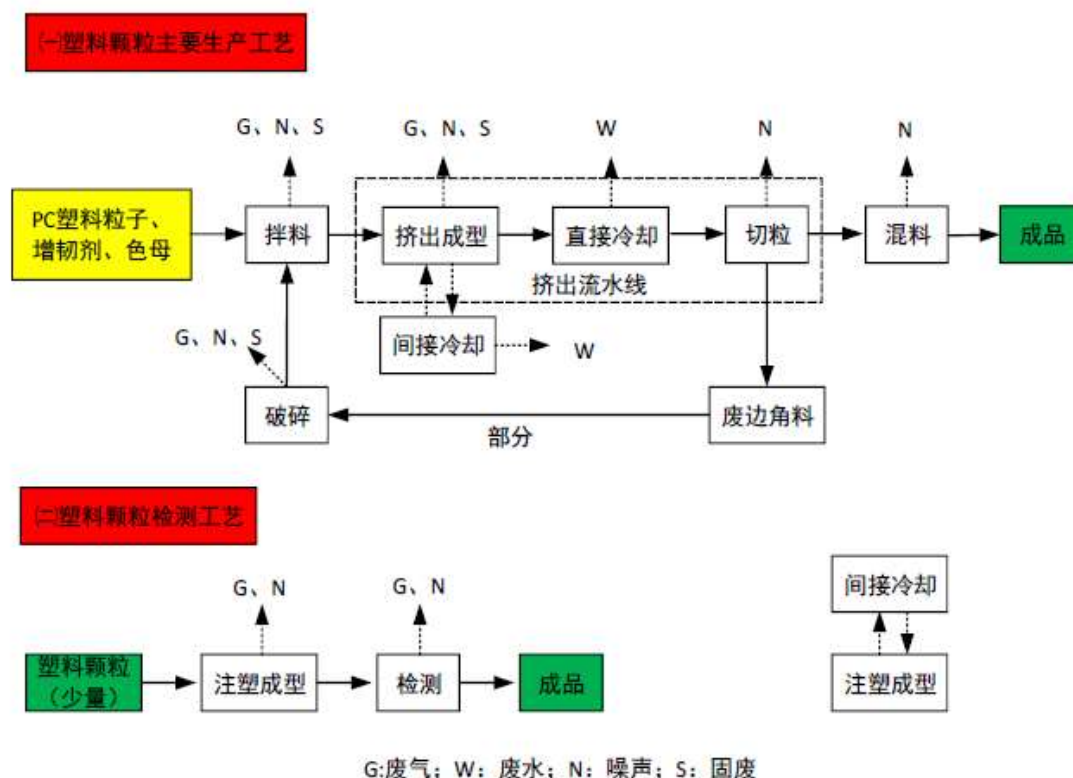 ㈠塑料颗粒主要生产工艺
G、N、S
G、N、S
W
N
N
PC塑料粒子、
增韧剂、色母
拌料
挤出成型
直接冷却
切粒
混料
成品
挤出流水线
G、N、S
间接冷却
W
破碎
部分
废边角料
㈡塑料颗粒检测工艺
G、N
G、N
间接冷却
塑料颗粒
（少量）
注塑成型
检测
成品
注塑成型
G:废气；W：废水；N：噪声；S：固废